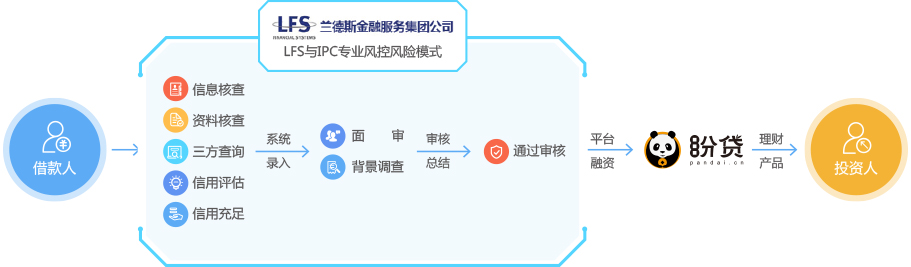 LFS
FINANCIAL SYSTEMS
兰德斯金融服务集团公司
LFS与IPC专业风控风险模式
借款人
信息核查
资料核查
三方查询
信用评估
信用充足
系统
录入
面 审
背景调查
审核
总结
通过审核
平台
融资
盼贷
pandai.cn
理财
产品
投资人